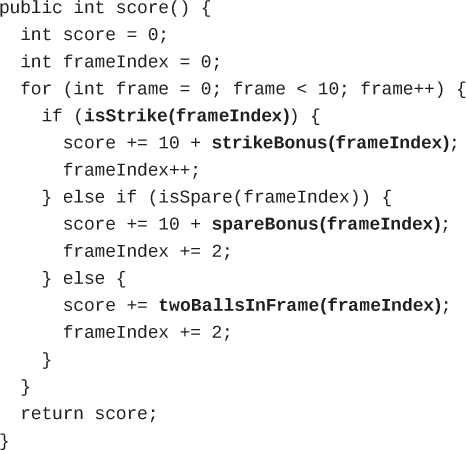 public int score() {
  int score = 0;
  int frameIndex = 0;
  for (int frame = 0; frame < 10; frame++) {
    if (isStrike(frameIndex)) {
      score += 10 + strikeBonus(frameIndex);
      frameIndex++;
    } else if (isSpare(frameIndex)) {
      score += 10 + spareBonus(frameIndex);
      frameIndex += 2;
    } else {
      score += twoBallsInFrame(frameIndex);
      frameIndex += 2;
    }
  }
  return score;
}